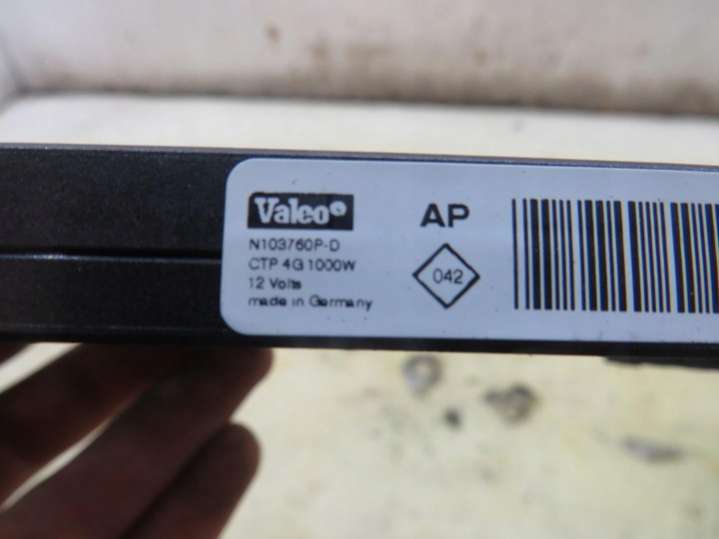 Valeo
N103760P-D
CTP 4G 1000W
12 Volts
made in Germany
AP
042